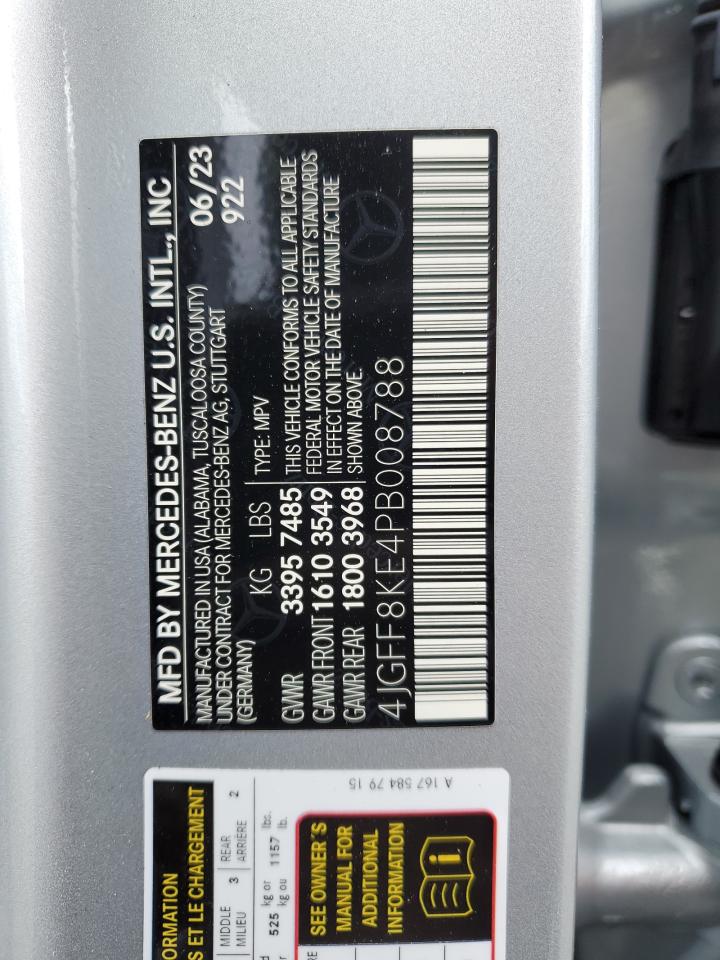 MFD BY MERCEDES-BENZ U.S. INTL., INC
MANUFACTURED IN USA (ALABAMA, TUSCALOOSA COUNTY)
UNDER CONTRACT FOR MERCEDES-BENZ AG, STUTTGART
(GERMANY)
06/23
922
KG LBS TYPE: MPV
GVWR 3395 7485
GAWR FRONT 1610 3549
GAWR REAR 1800 3968
THIS VEHICLE CONFORMS TO ALL APPLICABLE
FEDERAL MOTOR VEHICLE SAFETY STANDARDS
IN EFFECT ON THE DATE OF MANUFACTURE
SHOWN ABOVE.
4JGFF8KE4PB008788
ORMATION
S ET LE CHARGEMENT
MIDDLE 3 REAR 2
MILIEU ARRIÈRE
525 kg or 1157 lbs.
kg ou lb.
SEE OWNER'S
MANUAL FOR
ADDITIONAL
INFORMATION
A 167 584 79 15